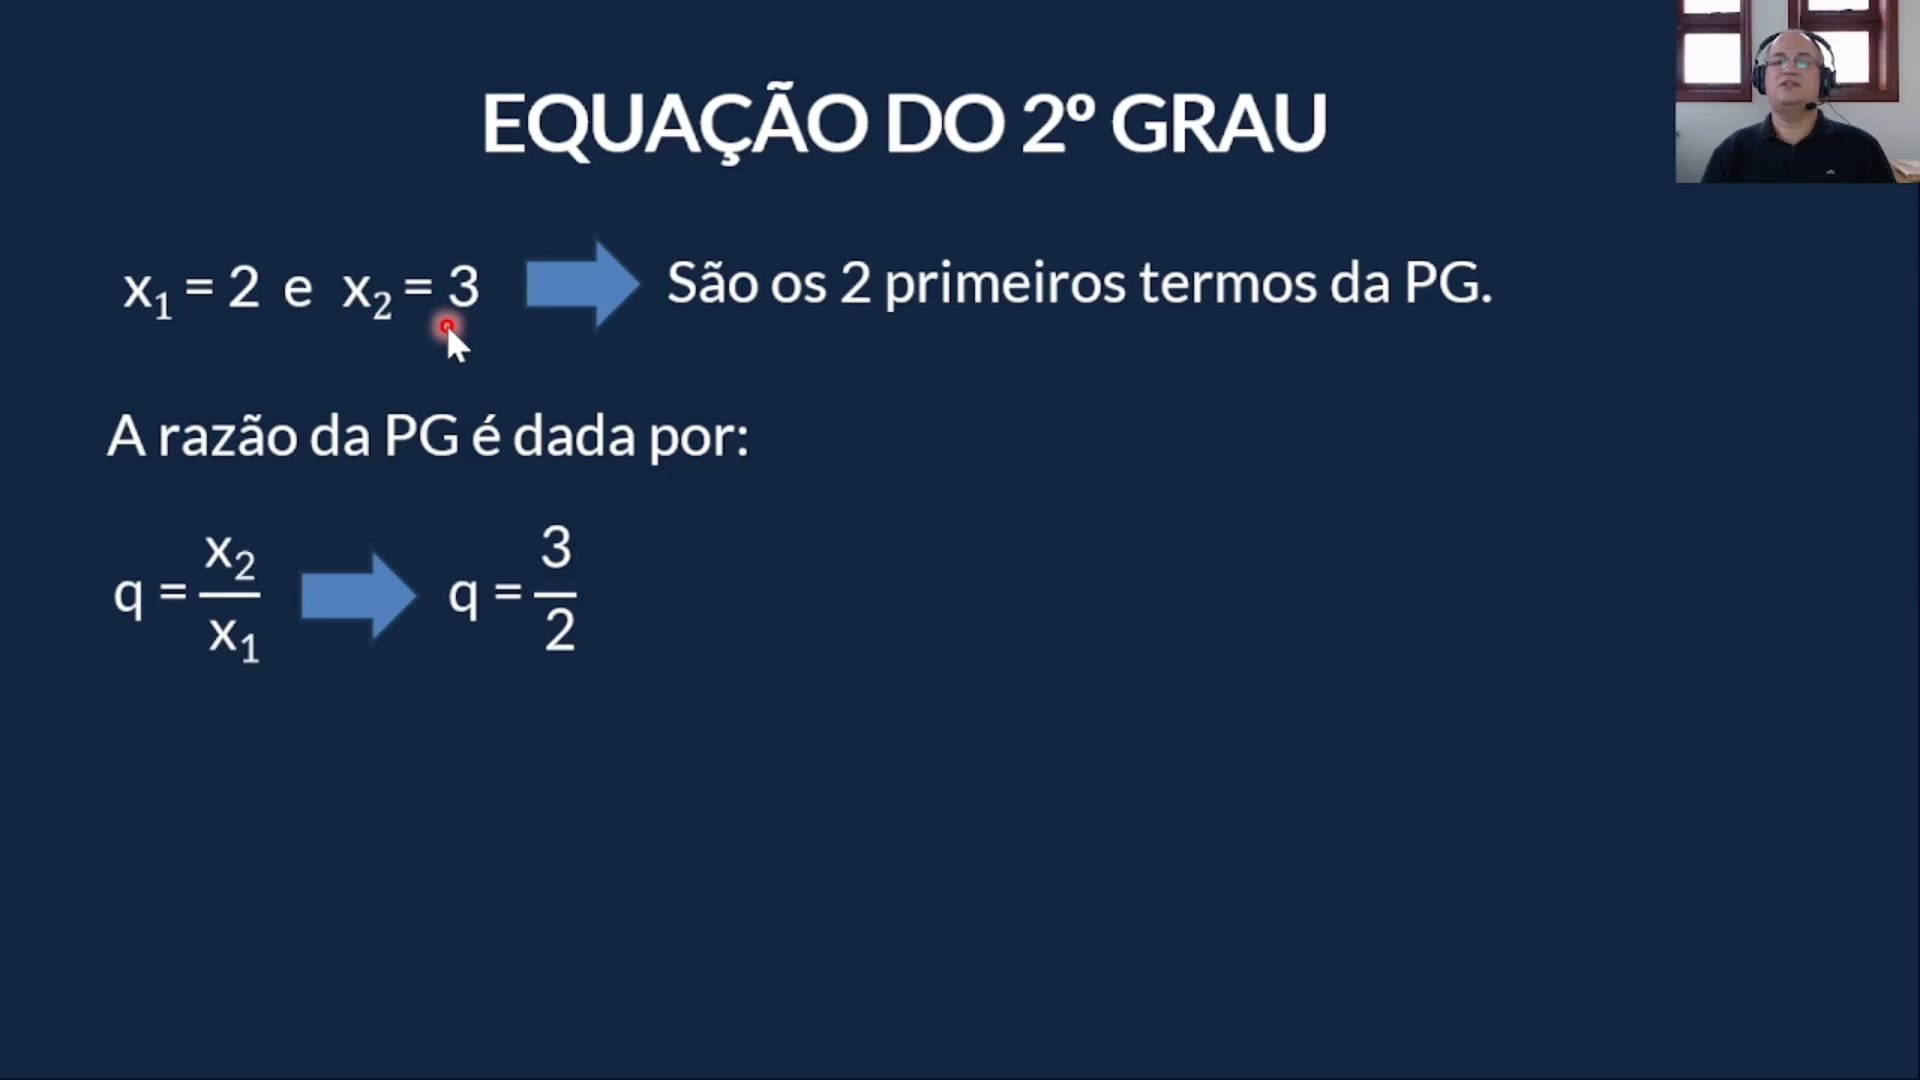 EQUAÇÃO DO 2º GRAU
x₁ = 2 e x₂ = 3 São os 2 primeiros termos da PG.
A razão da PG é dada por:
q = x₂/x₁ q = 3/2